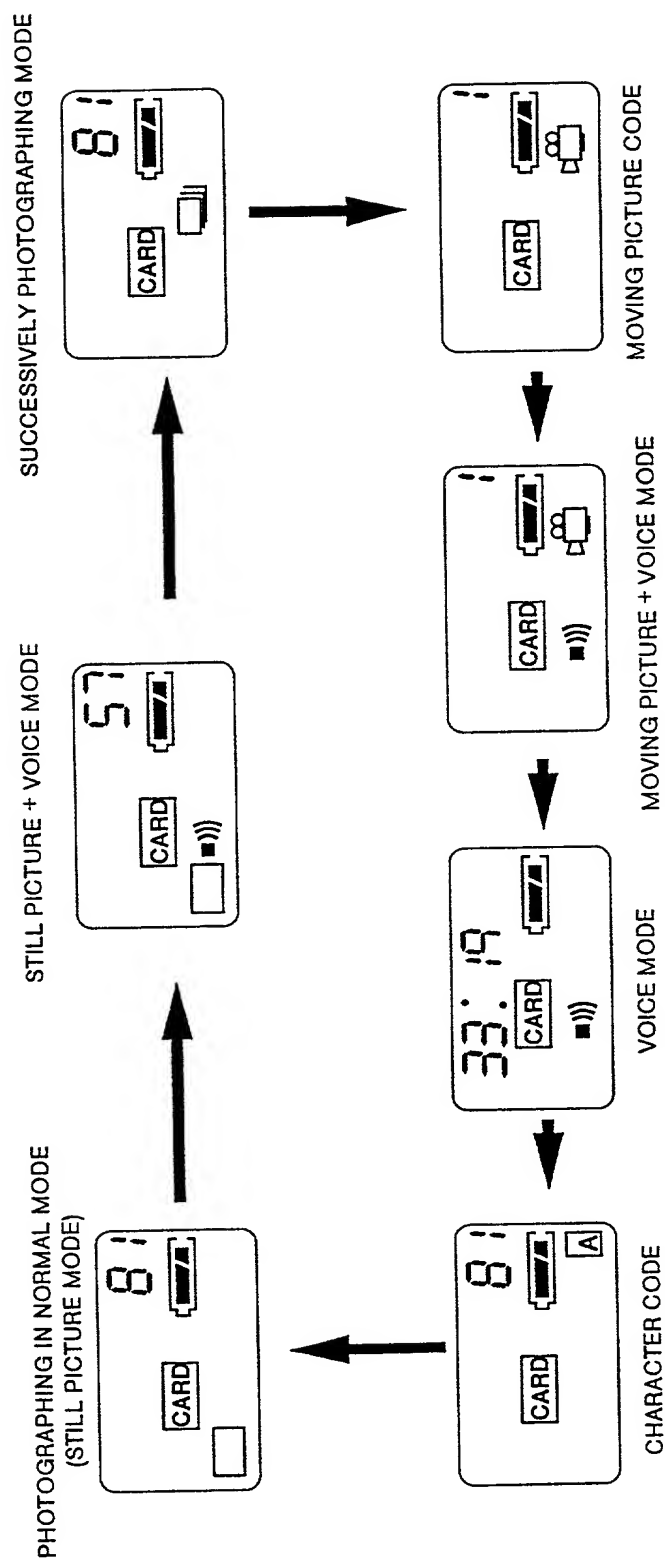 PHOTOGRAPHING IN NORMAL MODE
(STILL PICTURE MODE)
81
CARD
STILL PICTURE + VOICE MODE
57
CARD
SUCCESSIVELY PHOTOGRAPHING MODE
81
CARD
81
CARD
A
CHARACTER CODE
33:19
CARD
VOICE MODE
1
CARD
MOVING PICTURE + VOICE MODE
1
CARD
MOVING PICTURE CODE